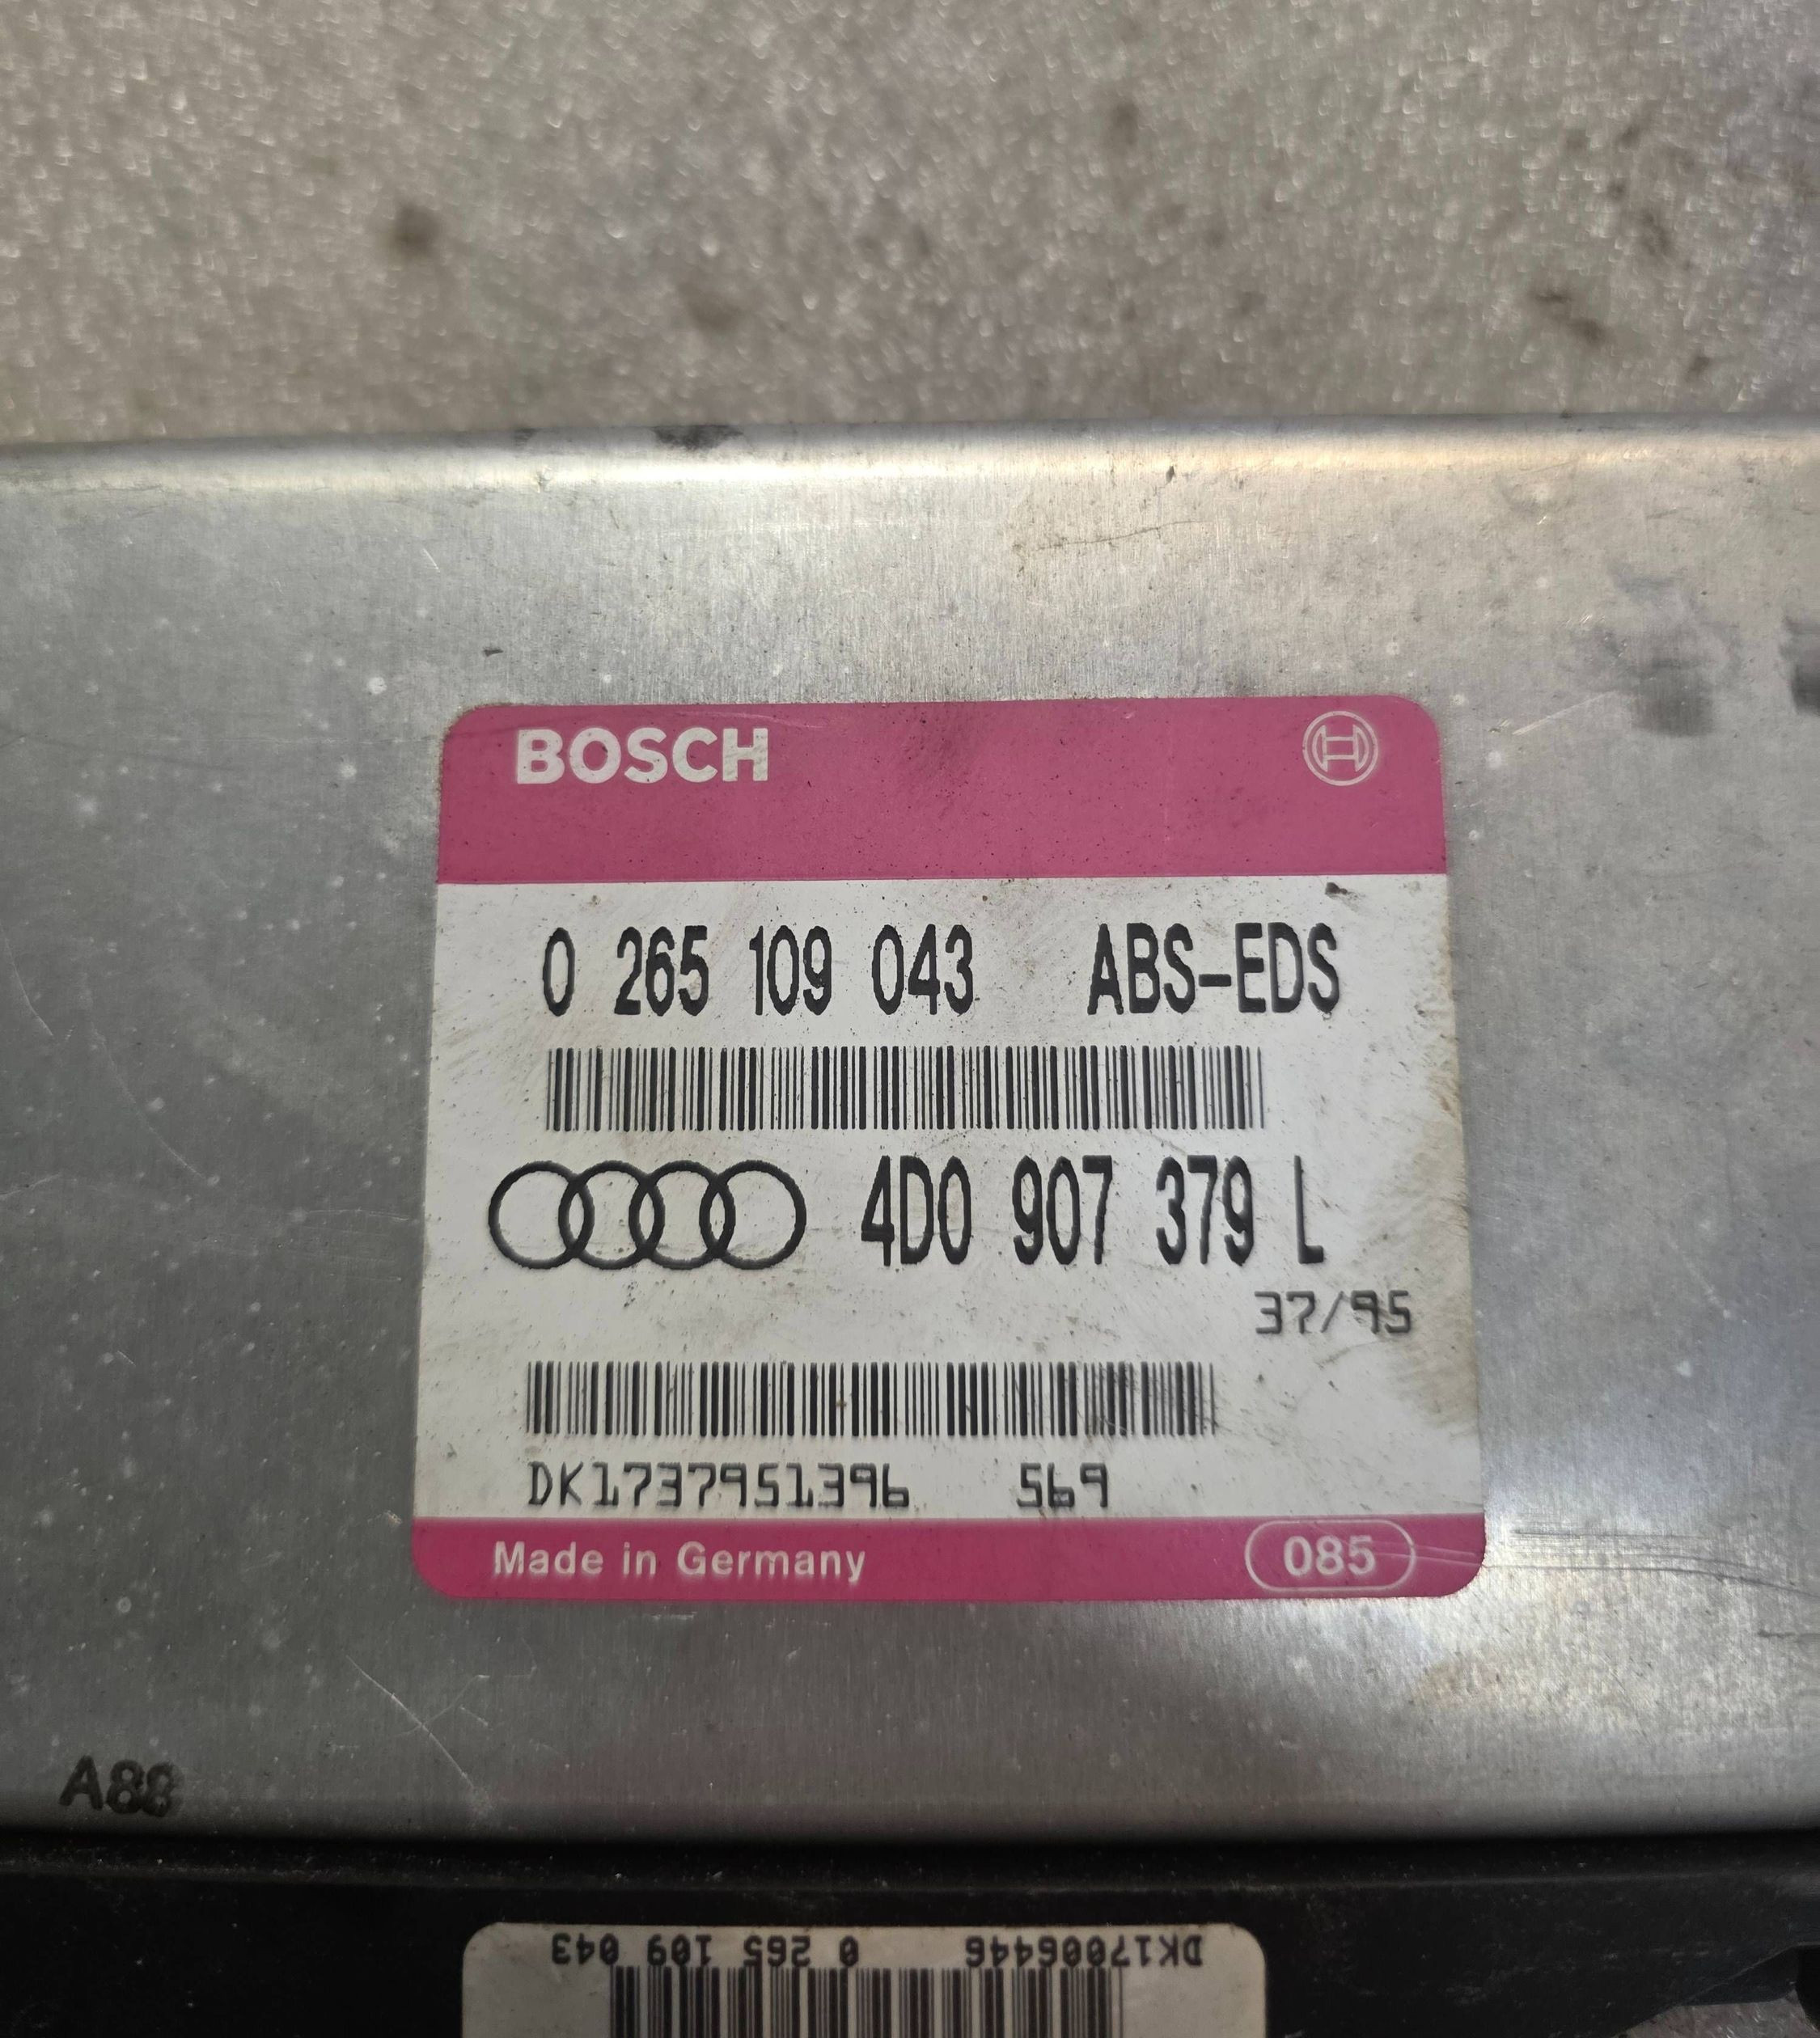 BOSCH
0 265 109 043 ABS-EDS
4D0 907 379 L
37/95
DK1737951396 569
Made in Germany 085
A88
DK17006446 0 265 109 043